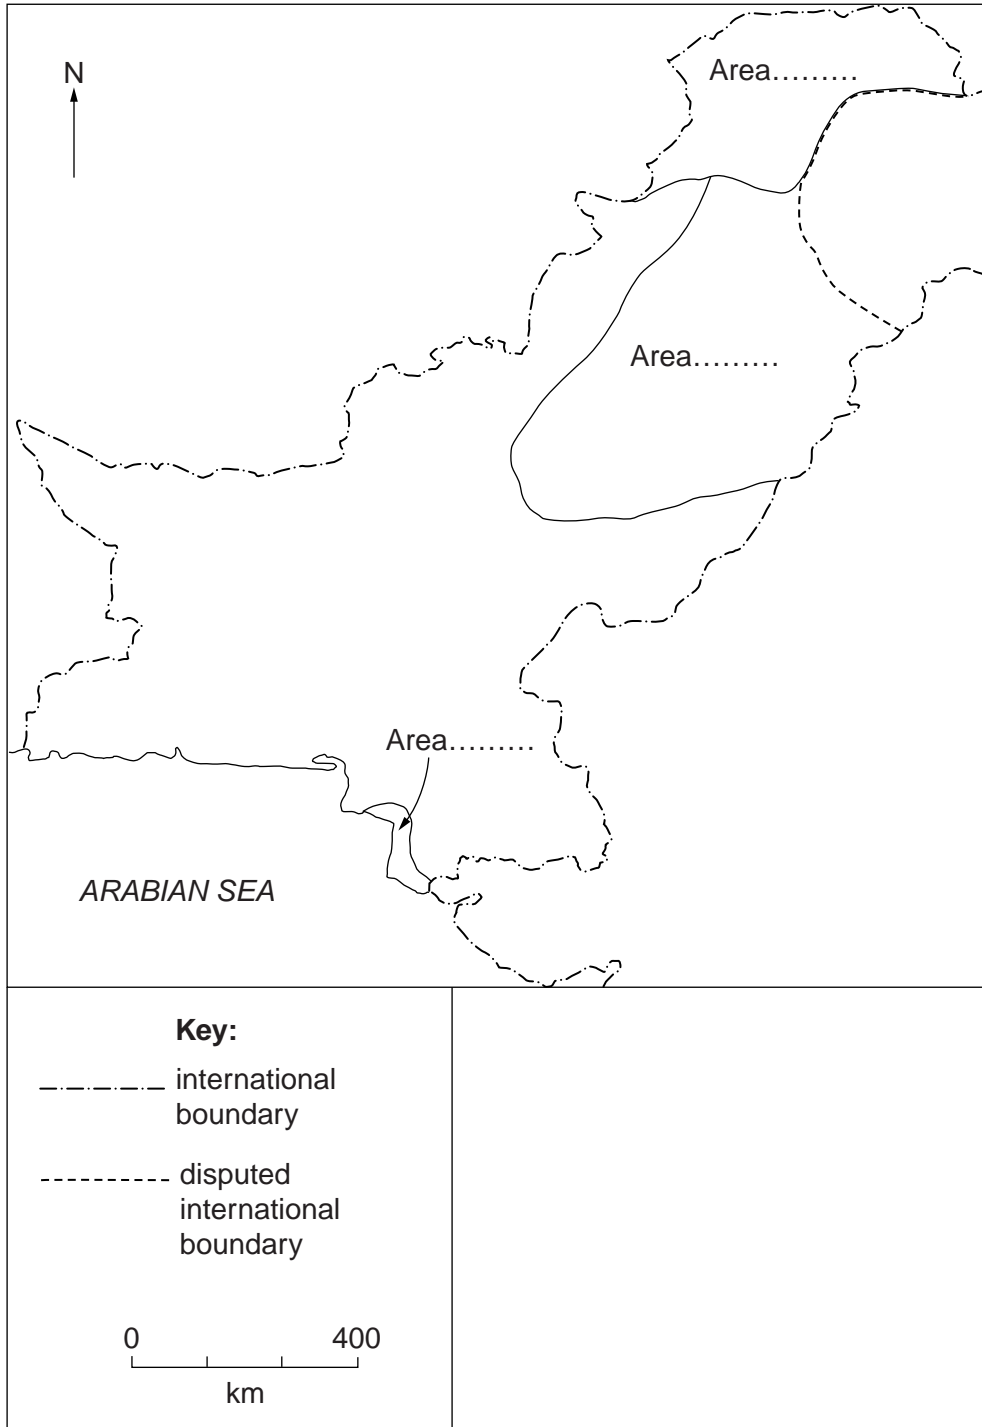 N
Area.........
Area.........
Area.........
ARABIAN SEA
Key:
international
boundary
disputed
international
boundary
0 400
km